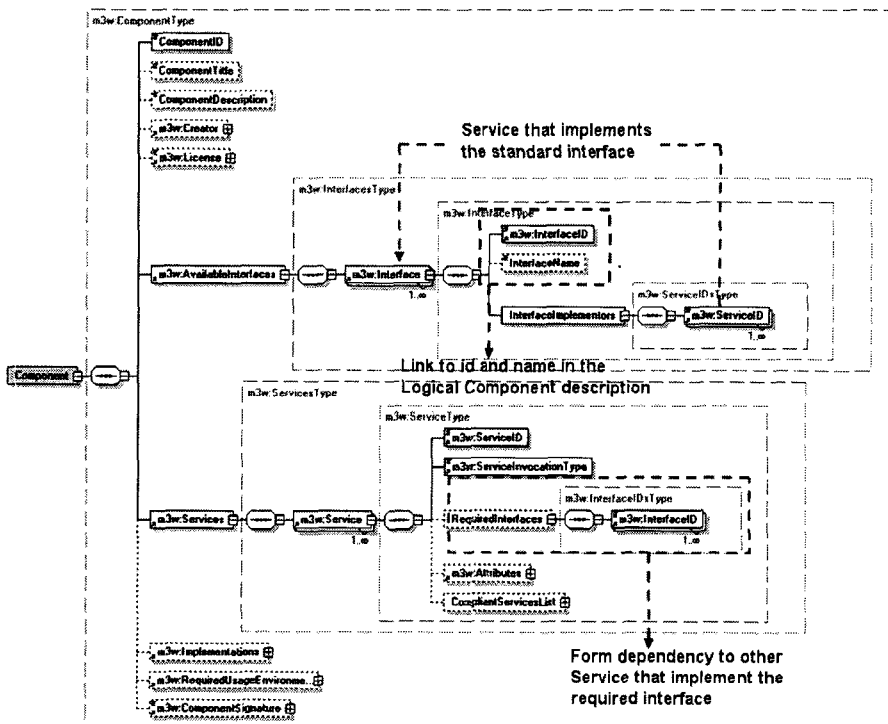 m3w:ComponentType
ComponentID
ComponentTitle
ComponentDescription
m3w:Creator
m3w:License
Service that implements
the standard interface
m3w:InterfacesType
m3w:InterfaceType
m3w:InterfaceID
InterfaceName
m3w:AvailableInterfaces
m3w:Interface
1..∞
m3w:ServiceIDsType
InterfaceImplementors
m3w:ServiceID
1..∞
Link to id and name in the
Logical Component description
Component
m3w:ServicesType
m3w:ServiceType
m3w:ServiceID
m3w:ServiceInvocationType
m3w:InterfaceIDsType
m3w:Services
m3w:Service
1..∞
RequiredInterfaces
m3w:InterfaceID
1..∞
m3w:Attributes
CompliantServicesList
m3w:Implementations
m3w:RequiredUsageEnvironme...
m3w:ComponentSignature
Form dependency to other
Service that implement the
required interface